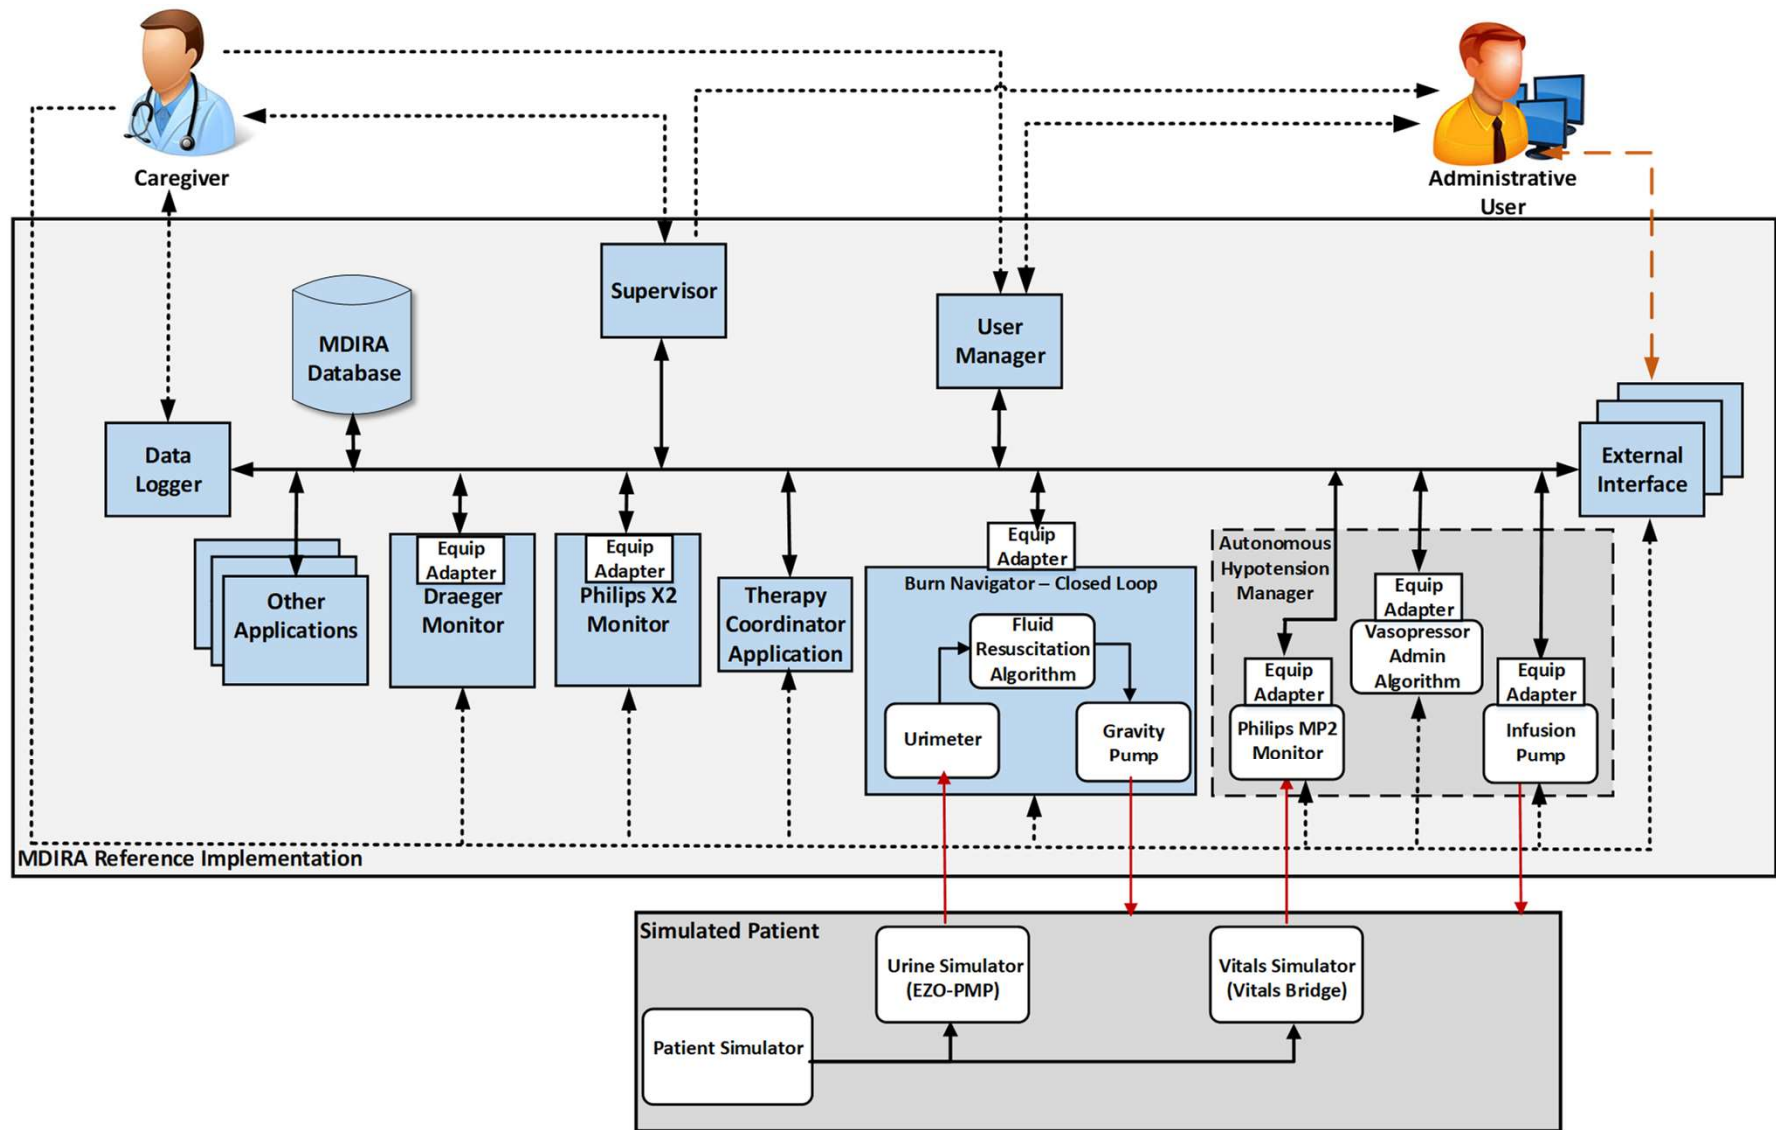 Caregiver
Administrative
User
Supervisor
User
Manager
MDIRA
Database
Data
Logger
External
Interface
Other
Applications
Equip
Adapter
Draeger
Monitor
Equip
Adapter
Philips X2
Monitor
Therapy
Coordinator
Application
Equip
Adapter
Burn Navigator – Closed Loop
Fluid
Resuscitation
Algorithm
Urimeter
Gravity
Pump
Autonomous
Hypotension
Manager
Equip
Adapter
Philips MP2
Monitor
Equip
Adapter
Vasopressor
Admin
Algorithm
Equip
Adapter
Infusion
Pump
MDIRA Reference Implementation
Simulated Patient
Urine Simulator
(EZO-PMP)
Vitals Simulator
(Vitals Bridge)
Patient Simulator